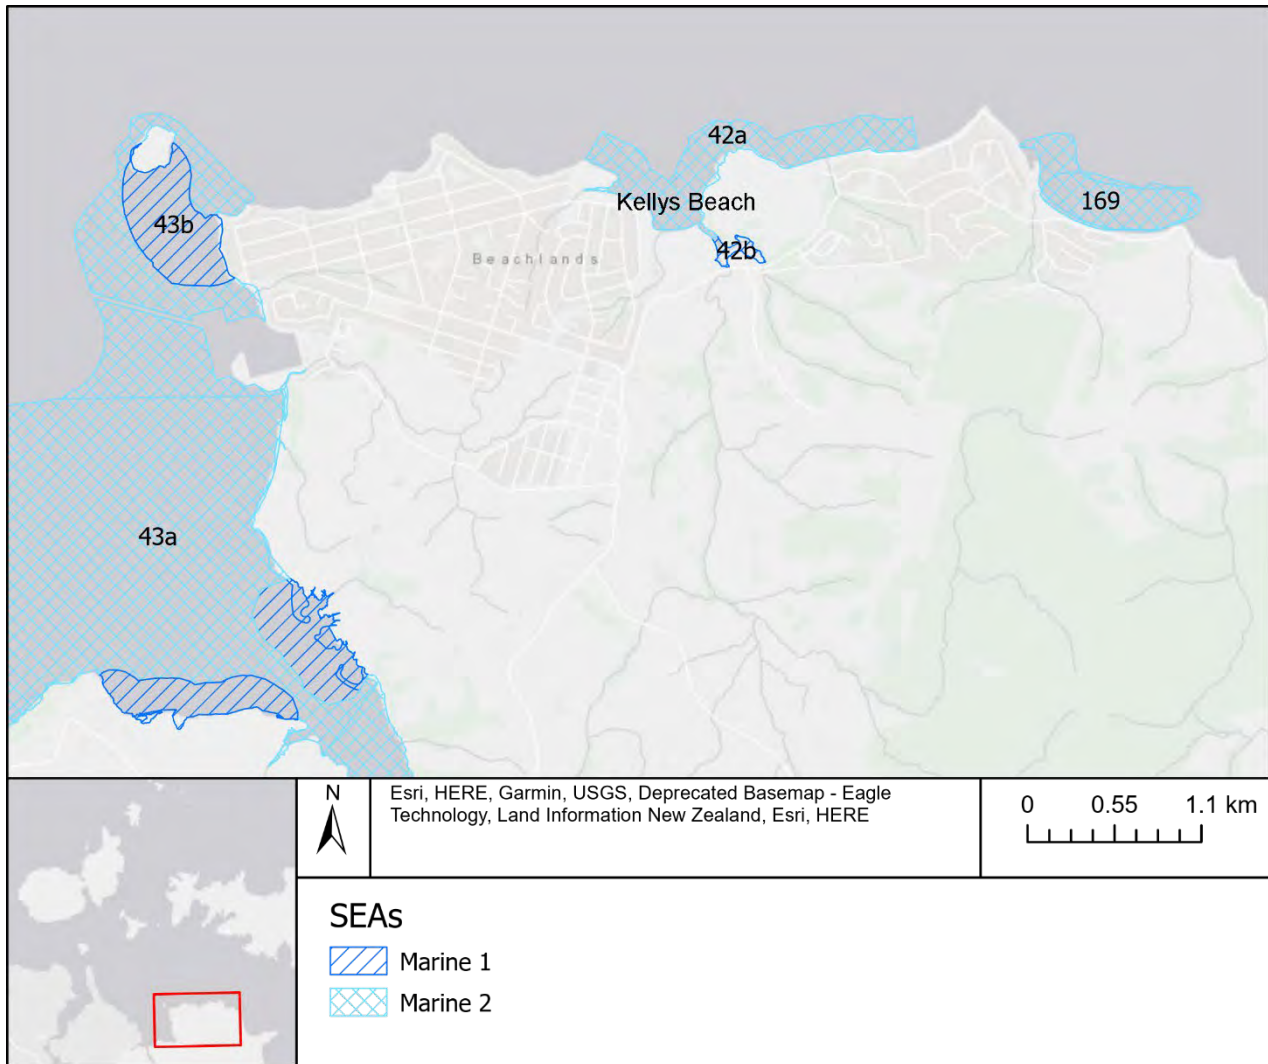 42a
43b
Kellys Beach
169
42b
Beachlands
43a
N
Esri, HERE, Garmin, USGS, Deprecated Basemap - Eagle
Technology, Land Information New Zealand, Esri, HERE
0 0.55 1.1 km
SEAs
Marine 1
Marine 2